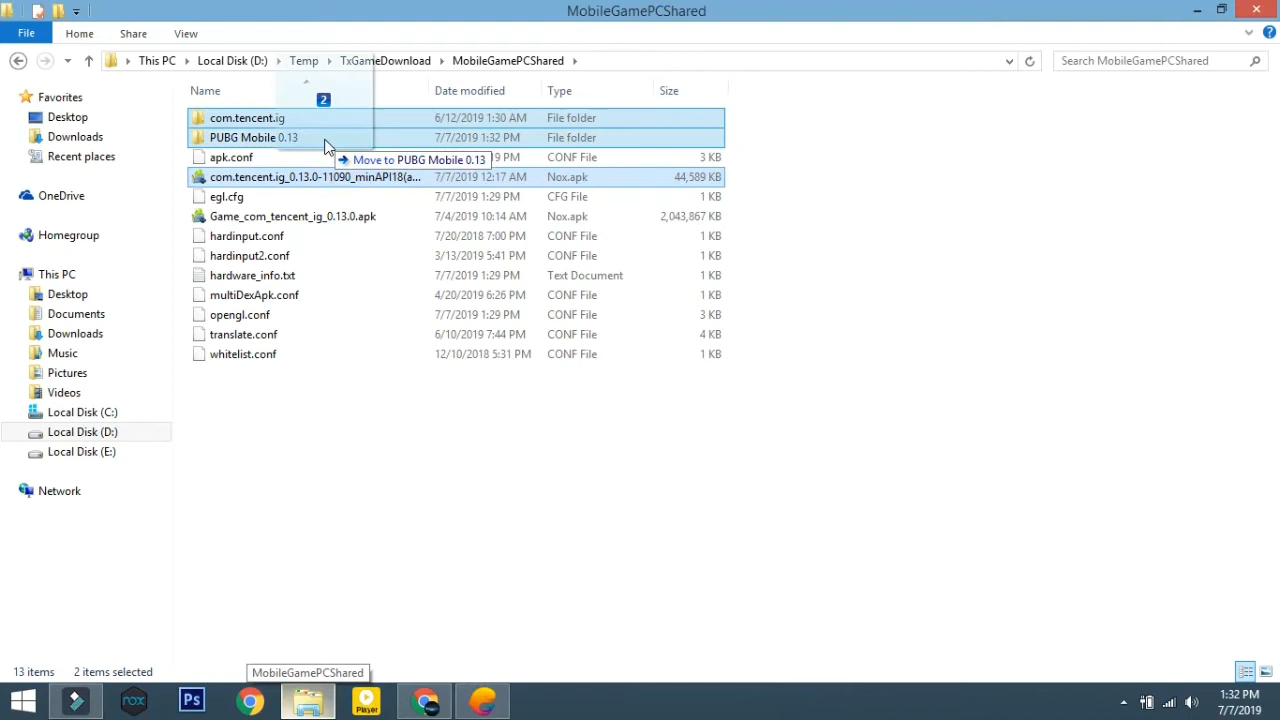 MobileGamePCShared
File Home Share View
This PC Local Disk (D:) Temp TxGameDownload MobileGamePCShared
Search MobileGamePCShared
Name Date modified Type Size
2
com.tencent.ig 6/12/2019 1:30 AM File folder
PUBG Mobile 0.13 7/7/2019 1:32 PM File folder
apk.conf 9 PM CONF File 3 KB
Move to PUBG Mobile 0.13
com.tencent.ig_0.13.0-11090_minAPI18(a... 7/7/2019 12:17 AM Nox.apk 44,589 KB
egl.cfg 7/7/2019 1:29 PM CFG File 1 KB
Game_com_tencent_ig_0.13.0.apk 7/4/2019 10:14 AM Nox.apk 2,043,867 KB
hardinput.conf 7/20/2018 7:00 PM CONF File 1 KB
hardinput2.conf 3/13/2019 5:41 PM CONF File 1 KB
hardware_info.txt 7/7/2019 1:29 PM Text Document 1 KB
multiDexApk.conf 4/20/2019 6:26 PM CONF File 1 KB
opengl.conf 7/7/2019 1:29 PM CONF File 3 KB
translate.conf 6/10/2019 7:44 PM CONF File 4 KB
whitelist.conf 12/10/2018 5:31 PM CONF File 1 KB
Favorites
Desktop
Downloads
Recent places
OneDrive
Homegroup
This PC
Desktop
Documents
Downloads
Music
Pictures
Videos
Local Disk (C:)
Local Disk (D:)
Local Disk (E:)
Network
13 items 2 items selected
MobileGamePCShared
nox
Ps
Player
1:32 PM
7/7/2019